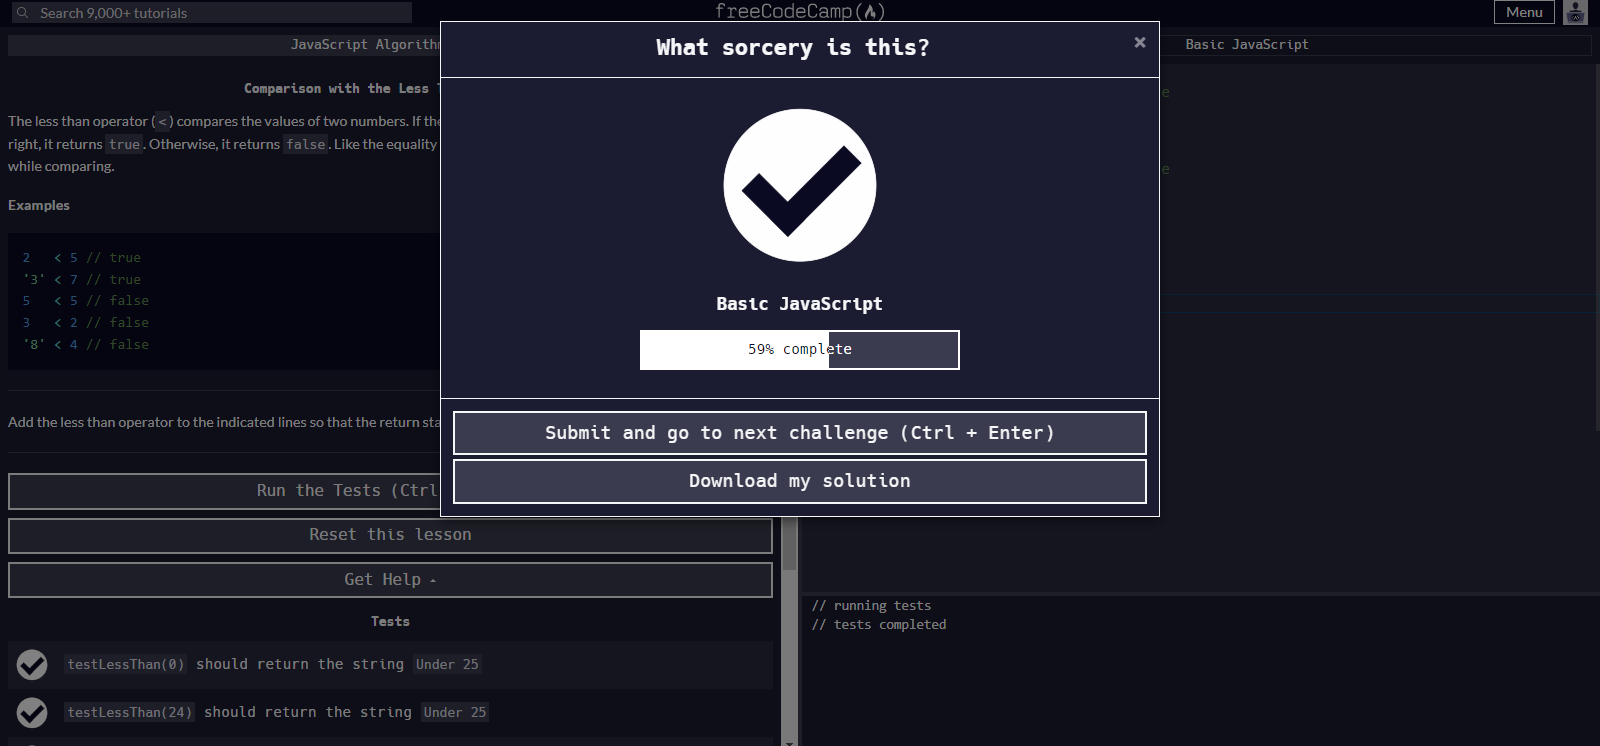 Search 9,000+ tutorials
freeCodeCamp(🔥)
Menu
JavaScript Algorithm
Basic JavaScript
Comparison with the Less
The less than operator (<) compares the values of two numbers. If the
right, it returns true. Otherwise, it returns false. Like the equality
while comparing.
Examples
2 < 5 // true
'3' < 7 // true
5 < 5 // false
3 < 2 // false
'8' < 4 // false
Add the less than operator to the indicated lines so that the return sta
Run the Tests (Ctrl
Reset this lesson
Get Help
Tests
testLessThan(0) should return the string Under 25
testLessThan(24) should return the string Under 25
What sorcery is this?
×
Basic JavaScript
59% complete
Submit and go to next challenge (Ctrl + Enter)
Download my solution
e
e
// running tests
// tests completed